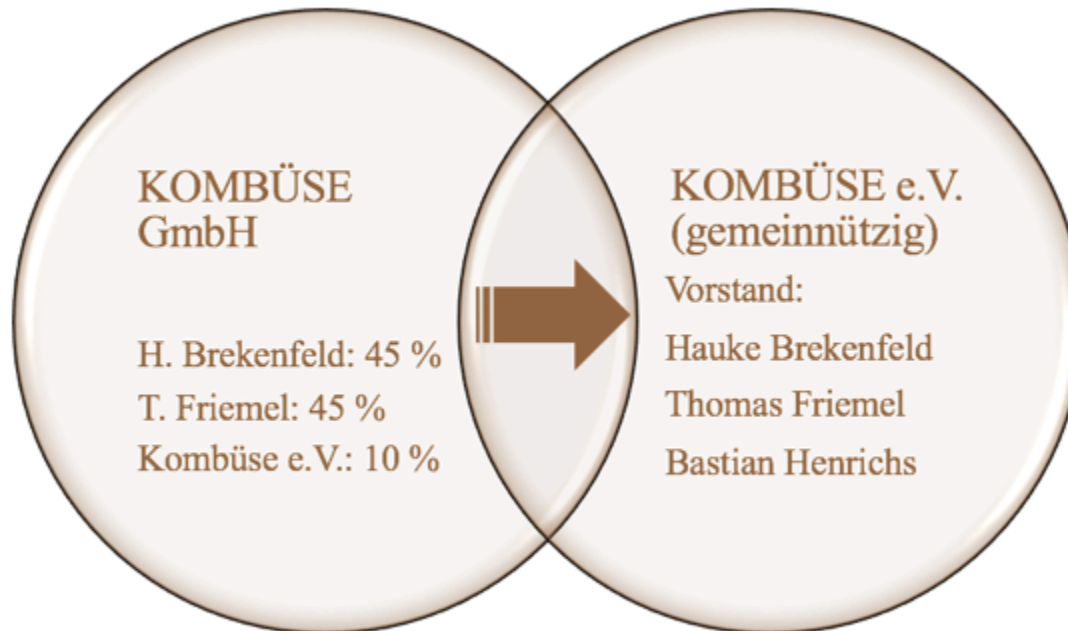 KOMBÜSE
GmbH
H. Brekenfeld: 45 %
T. Friemel: 45 %
Kombüse e.V.: 10 %
KOMBÜSE e.V.
(gemeinnützig)
Vorstand:
Hauke Brekenfeld
Thomas Friemel
Bastian Henrichs